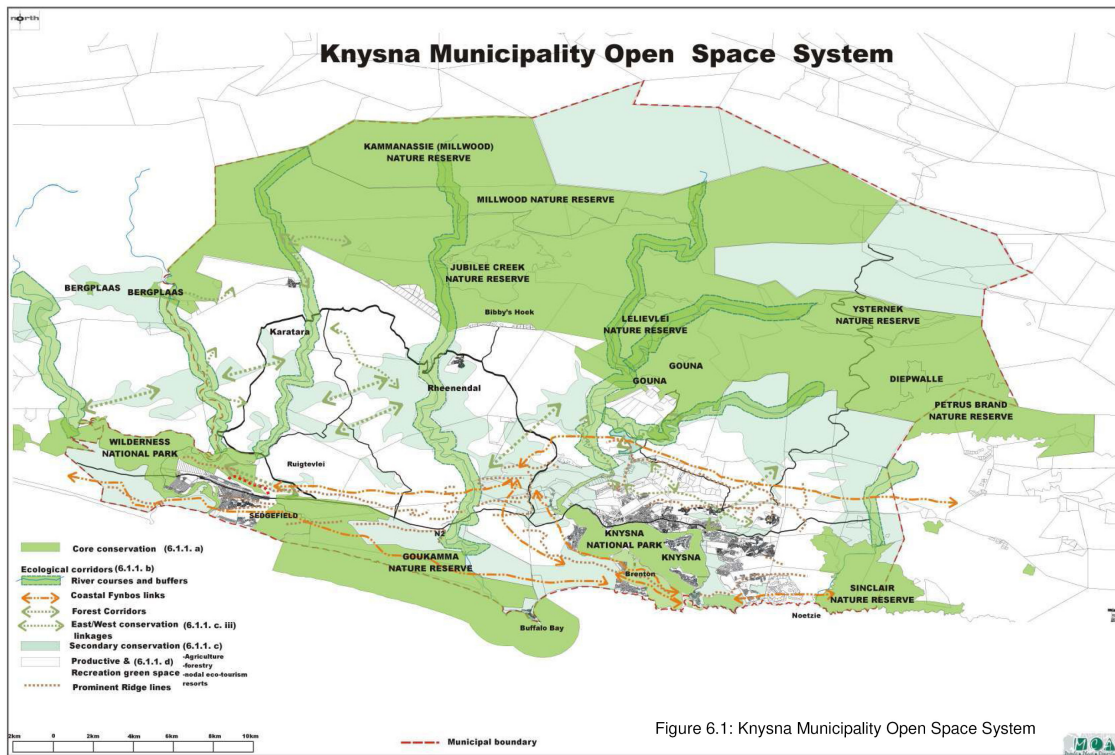 north
Knysna Municipality Open Space System
KAMMANASSIE (MILLWOOD)
NATURE RESERVE
MILLWOOD NATURE RESERVE
JUBILEE CREEK
NATURE RESERVE
BERGPLAAS
BERGPLAAS
Bibby's Hoek
LELIEVLEI
NATURE RESERVE
YSTERNEK
NATURE RESERVE
Karatara
Rheenendal
GOUNA
GOUNA
DIEPWALLE
PETRUS BRAND
NATURE RESERVE
WILDERNESS
NATIONAL PARK
Ruigtevlei
SEDGEFIELD
N2
GOUKAMMA
NATURE RESERVE
KNYSNA
NATIONAL PARK
KNYSNA
Brenton
SINCLAIR
NATURE RESERVE
Noetzie
Buffalo Bay
Core conservation (6.1.1. a)
Ecological corridors (6.1.1. b)
River courses and buffers
Coastal Fynbos links
Forest Corridors
East/West conservation (6.1.1. c. iii)
linkages
Secondary conservation (6.1.1. c)
Productive & (6.1.1. d) -Agriculture
-forestry
Recreation green space -nodal eco-tourism
resorts
Prominent Ridge lines
2km 0 2km 4km 6km 8km 10km
Municipal boundary
Figure 6.1: Knysna Municipality Open Space System